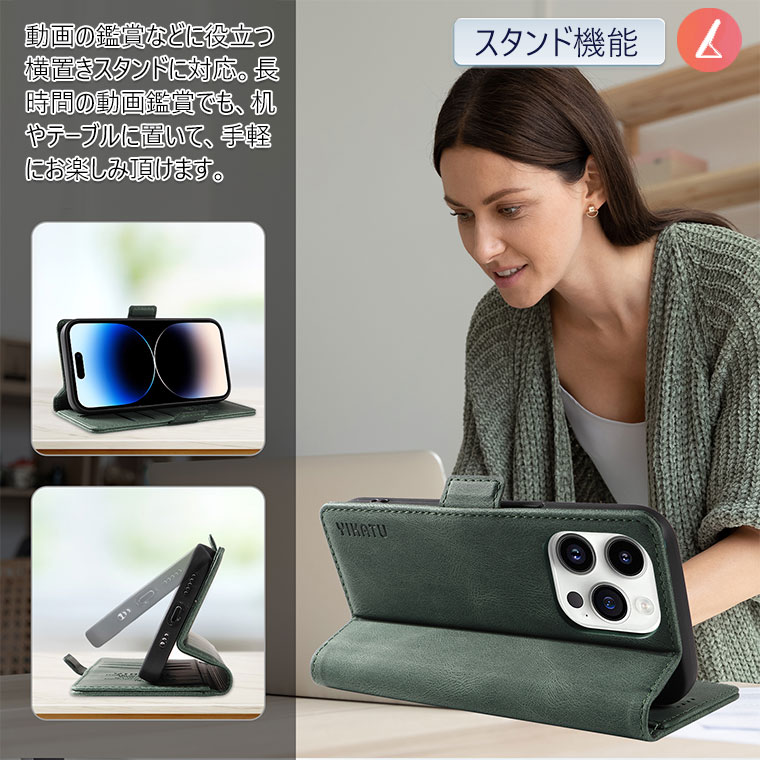 動画の鑑賞などに役立つ
横置きスタンドに対応。長
時間の動画鑑賞でも、机
やテーブルに置いて、手軽
にお楽しみ頂けます。
スタンド機能
YIKATU